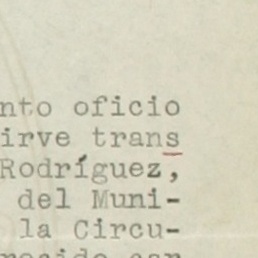 nto oficio
irve trans
Rodríguez,
del Muni-
la Circu-